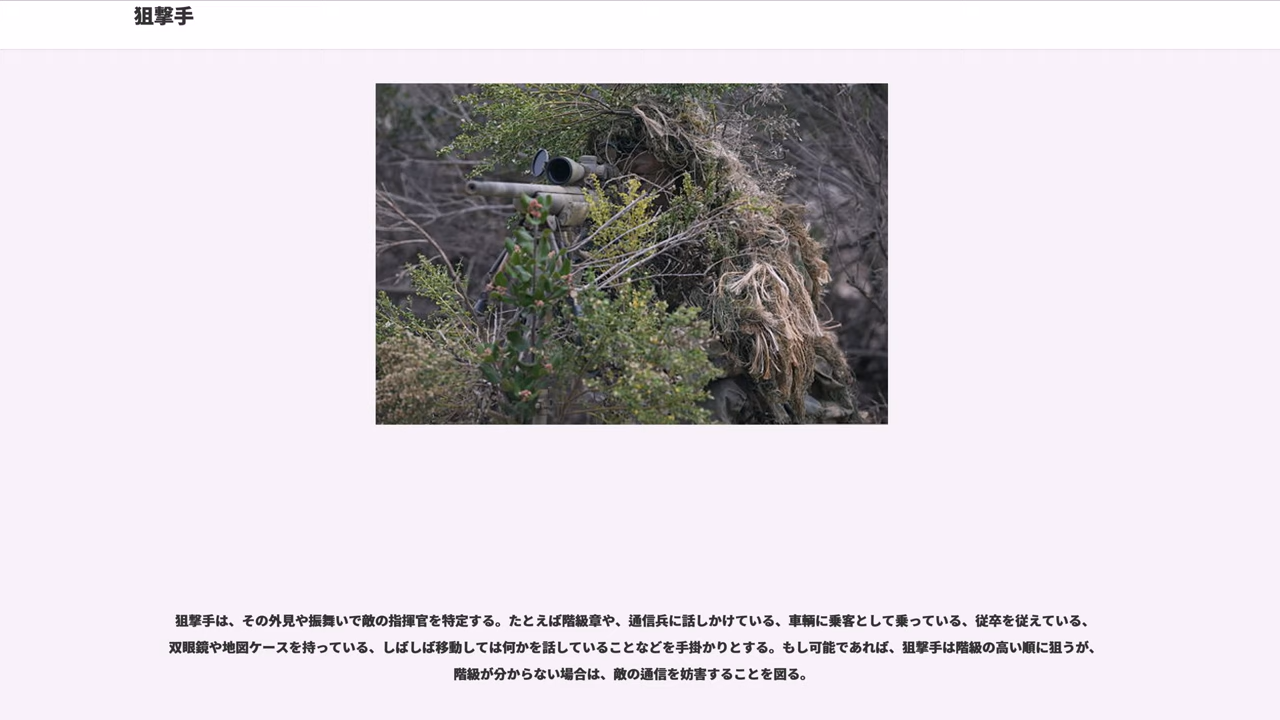 狙撃手
狙撃手は、その外見や振舞いで敵の指揮官を特定する。たとえば階級章や、通信兵に話しかけている、車輌に乗客として乗っている、従卒を従えている、
双眼鏡や地図ケースを持っている、しばしば移動しては何かを話していることなどを手掛かりとする。もし可能であれば、狙撃手は階級の高い順に狙うが、
階級が分からない場合は、敵の通信を妨害することを図る。